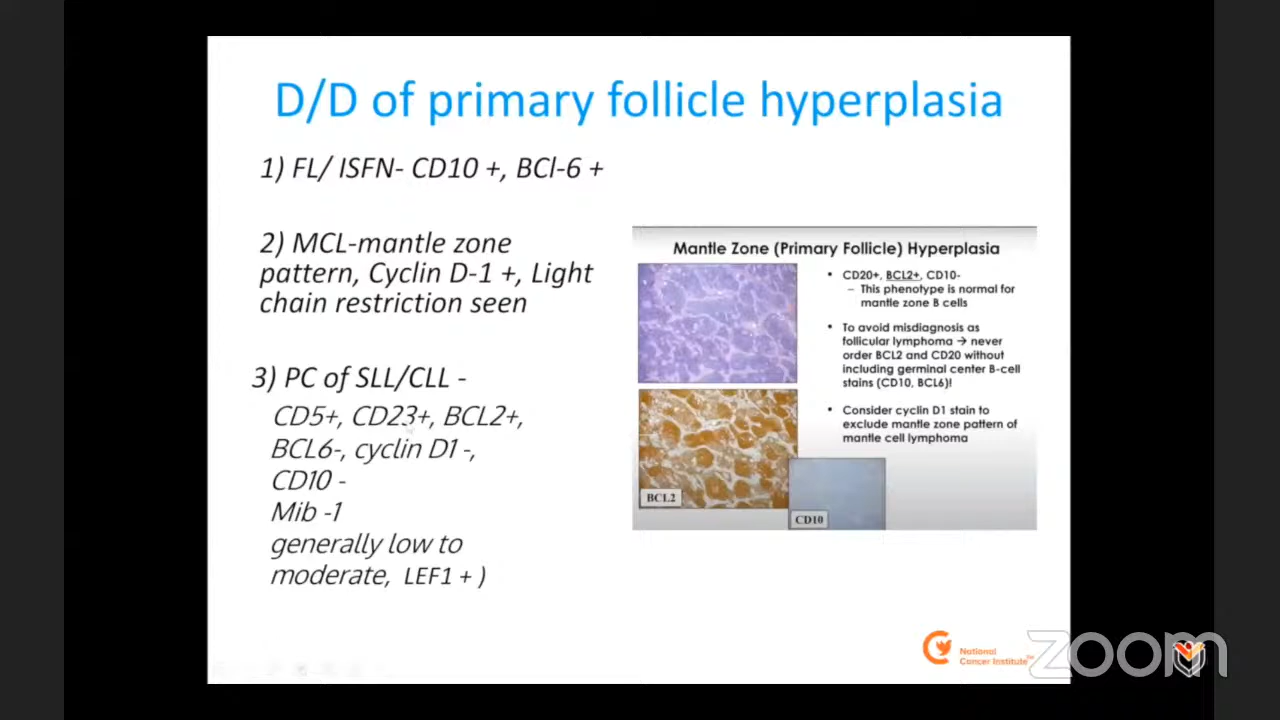 D/D of primary follicle hyperplasia
1) FL/ ISFN- CD10 +, BCl-6 +
2) MCL-mantle zone
pattern, Cyclin D-1 +, Light
chain restriction seen
3) PC of SLL/CLL -
CD5+, CD23+, BCL2+,
BCL6-, cyclin D1 -,
CD10 -
Mib -1
generally low to
moderate, LEF1 + )
Mantle Zone (Primary Follicle) Hyperplasia
• CD20+, BCL2+, CD10-
– This phenotype is normal for
mantle zone B cells
• To avoid misdiagnosis as
follicular lymphoma → never
order BCL2 and CD20 without
including germinal center B-cell
stains (CD10, BCL6)!
• Consider cyclin D1 stain to
exclude mantle zone pattern of
mantle cell lymphoma
BCL2
CD10
National
Cancer Institute™
zoom